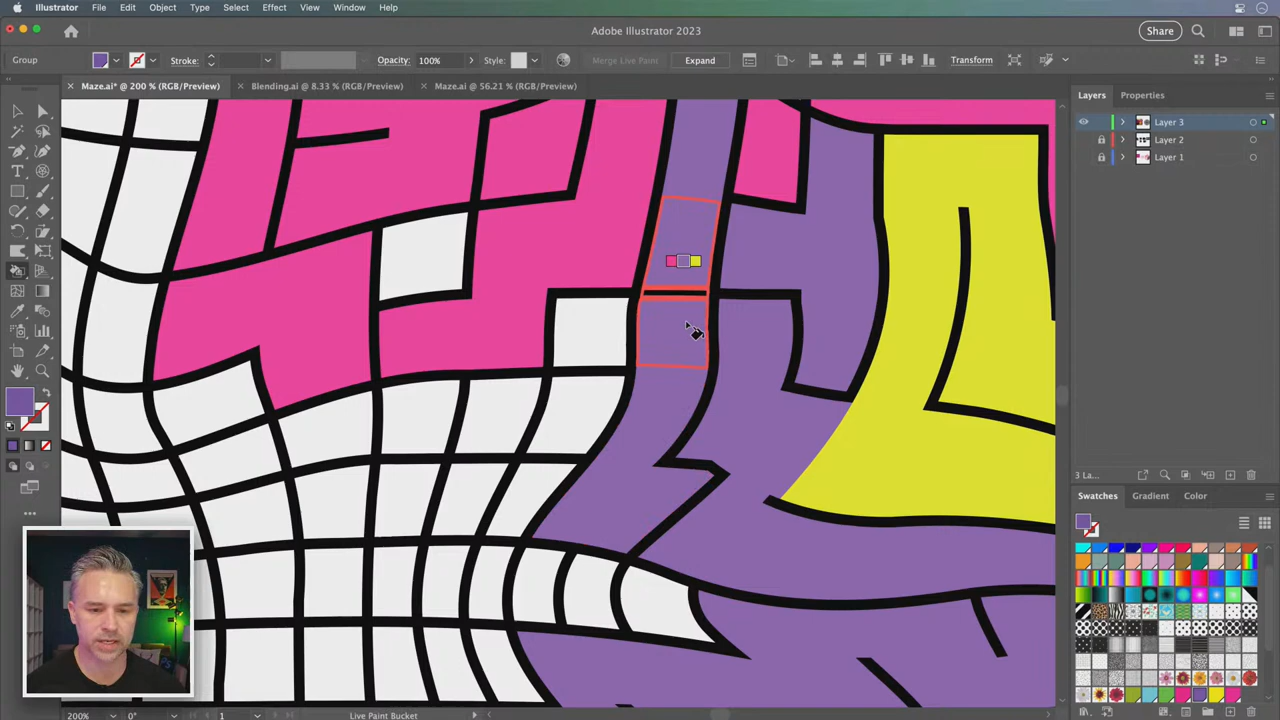 Illustrator File Edit Object Type Select Effect View Window Help
Adobe Illustrator 2023
Share
Group
Stroke:
Opacity: 100%
Style:
Merge Live Paint
Expand
Transform
Maze.ai* @ 200 % (RGB/Preview)
Blending.ai @ 8.33 % (RGB/Preview)
Maze.ai @ 56.21 % (RGB/Preview)
Layers
Properties
Layer 3
Layer 2
Layer 1
3 La...
Swatches
Gradient
Color
200%
0°
1
Live Paint Bucket